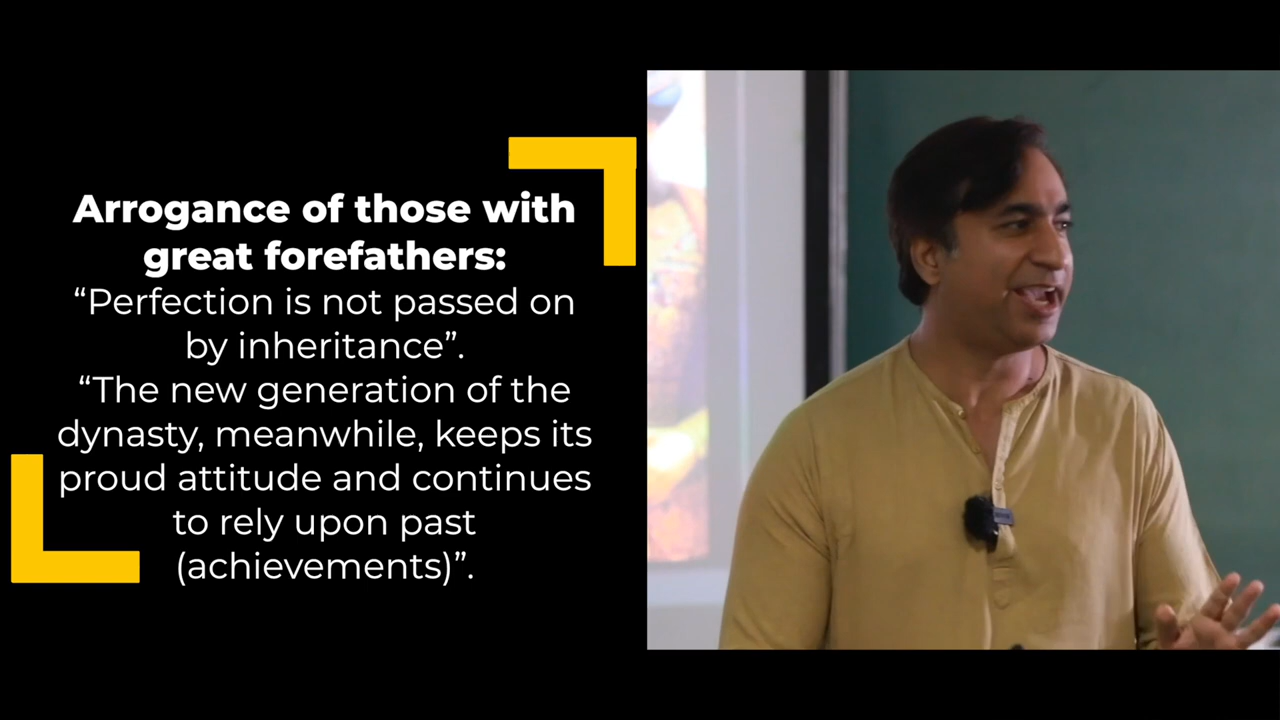 Arrogance of those with
great forefathers:
“Perfection is not passed on
by inheritance”.
“The new generation of the
dynasty, meanwhile, keeps its
proud attitude and continues
to rely upon past
(achievements)”.